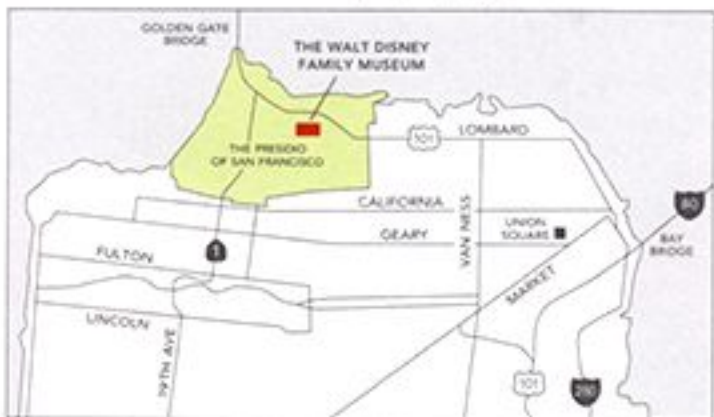 GOLDEN GATE
BRIDGE
THE WALT DISNEY
FAMILY MUSEUM
101
LOMBARD
THE PRESIDIO
OF SAN FRANCISCO
CALIFORNIA
80
VAN NESS
UNION
SQUARE
GEARY
BAY
BRIDGE
1
FULTON
MARKET
LINCOLN
19TH AVE
101
280